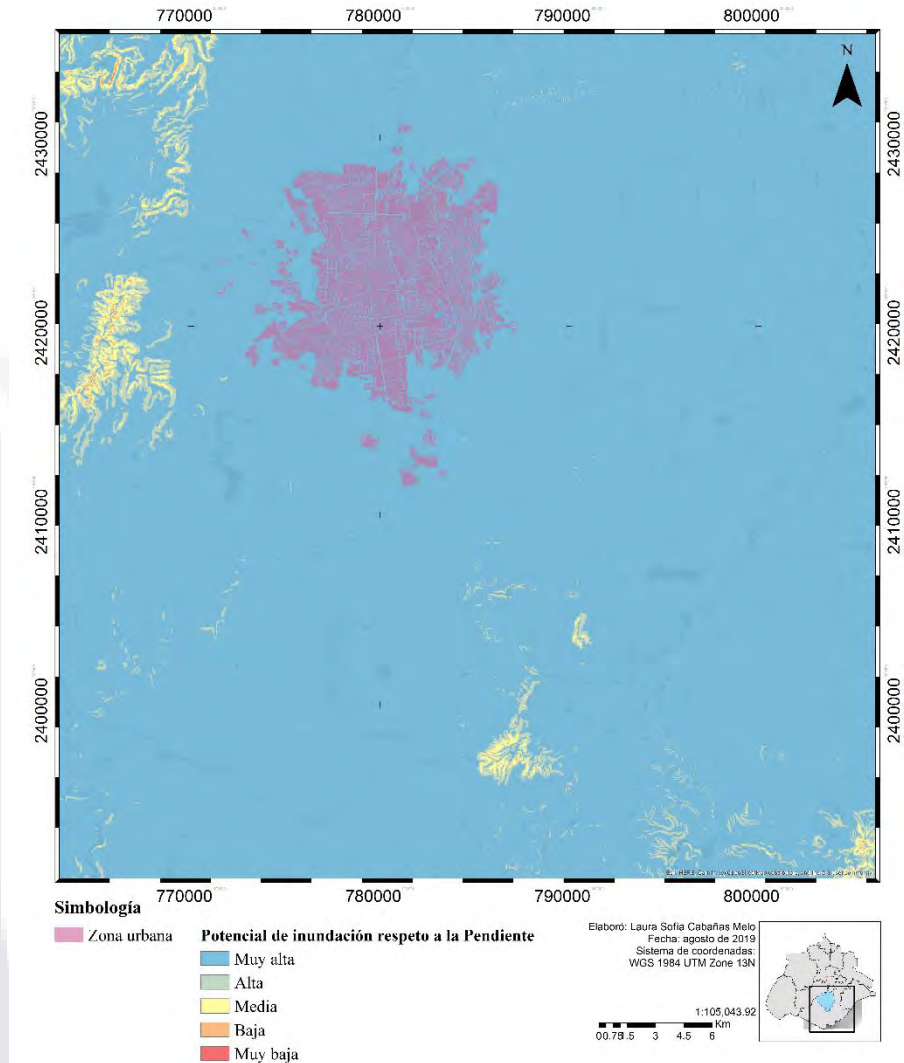 770000 780000 790000 800000
N
2430000 2430000
2420000 2420000
2410000 2410000
2400000 2400000
770000 780000 790000 800000
Simbología
Zona urbana
Potencial de inundación respeto a la Pendiente
Muy alta
Alta
Media
Baja
Muy baja
Elaboró: Laura Sofía Cabañas Melo
Fecha: agosto de 2019
Sistema de coordenadas:
WGS 1984 UTM Zone 13N
1:105,043.92
Km
3 4.5 6